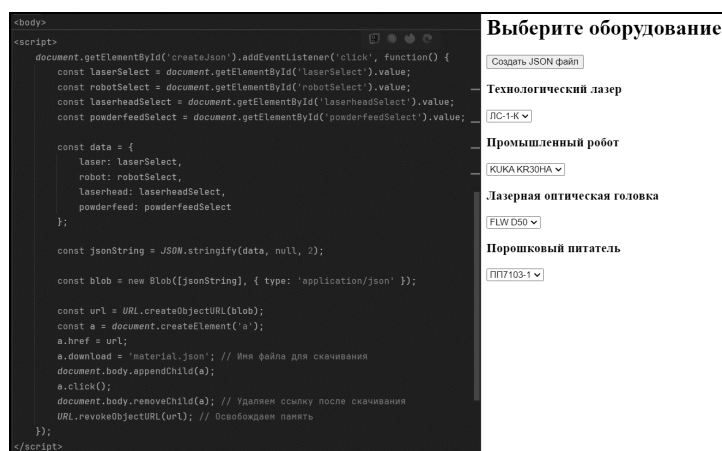 <body>
<script>
document.getElementById('createJson').addEventListener('click', function() {
const laserSelect = document.getElementById('laserSelect').value;
const robotSelect = document.getElementById('robotSelect').value;
const laserheadSelect = document.getElementById('laserheadSelect').value;
const powderfeedSelect = document.getElementById('powderfeedSelect').value;
const data = {
laser: laserSelect,
robot: robotSelect,
laserhead: laserheadSelect,
powderfeed: powderfeedSelect
};
const jsonString = JSON.stringify(data, null, 2);
const blob = new Blob([jsonString], { type: 'application/json' });
const url = URL.createObjectURL(blob);
const a = document.createElement('a');
a.href = url;
a.download = 'material.json'; // Имя файла для скачивания
document.body.appendChild(a);
a.click();
document.body.removeChild(a); // Удаляем ссылку после скачивания
URL.revokeObjectURL(url); // Освобождаем память
});
</script>
Выберите оборудование
Создать JSON файл
Технологический лазер
ЛС-1-К
Промышленный робот
KUKA KR30HA
Лазерная оптическая головка
FLW D50
Порошковый питатель
ПП7103-1